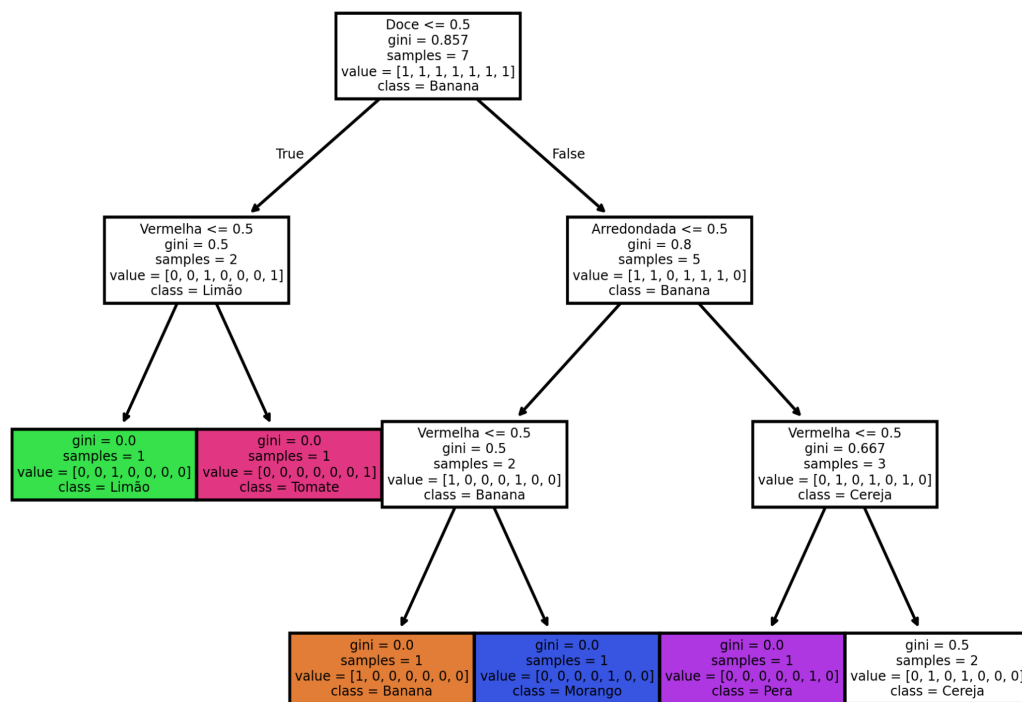 Doce <= 0.5
gini = 0.857
samples = 7
value = [1, 1, 1, 1, 1, 1, 1]
class = Banana
True
False
Vermelha <= 0.5
gini = 0.5
samples = 2
value = [0, 0, 1, 0, 0, 0, 1]
class = Limão
Arredondada <= 0.5
gini = 0.8
samples = 5
value = [1, 1, 0, 1, 1, 1, 0]
class = Banana
gini = 0.0
samples = 1
value = [0, 0, 1, 0, 0, 0, 0]
class = Limão
gini = 0.0
samples = 1
value = [0, 0, 0, 0, 0, 0, 1]
class = Tomate
Vermelha <= 0.5
gini = 0.5
samples = 2
value = [1, 0, 0, 0, 1, 0, 0]
class = Banana
Vermelha <= 0.5
gini = 0.667
samples = 3
value = [0, 1, 0, 1, 0, 1, 0]
class = Cereja
gini = 0.0
samples = 1
value = [1, 0, 0, 0, 0, 0, 0]
class = Banana
gini = 0.0
samples = 1
value = [0, 0, 0, 0, 1, 0, 0]
class = Morango
gini = 0.0
samples = 1
value = [0, 0, 0, 0, 0, 1, 0]
class = Pera
gini = 0.5
samples = 2
value = [0, 1, 0, 1, 0, 0, 0]
class = Cereja